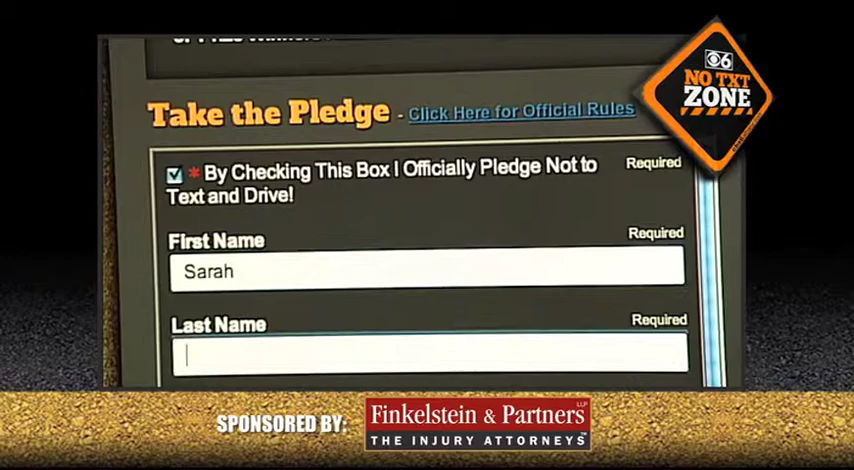 6
NO TXT
ZONE
Take the Pledge - Click Here for Official Rules
* By Checking This Box I Officially Pledge Not to
Text and Drive!
Required
First Name
Required
Sarah
Last Name
Required
SPONSORED BY:
Finkelstein & Partners LLP
THE INJURY ATTORNEYS